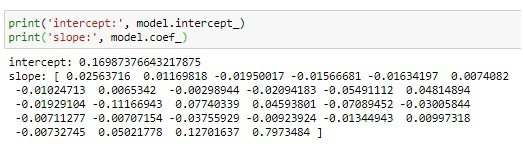 print('intercept:', model.intercept_)
print('slope:', model.coef_)
intercept: 0.16987376643217875
slope: [ 0.02563716  0.01169818 -0.01950017 -0.01566681 -0.01634197  0.0074082
 -0.01024713  0.0065342  -0.00298944 -0.02094183 -0.05491112  0.04814894
 -0.01929104 -0.11166943  0.07740339  0.04593801 -0.07089452 -0.03005844
 -0.00711277 -0.00707154 -0.03755929 -0.00923924 -0.01344943  0.00997318
 -0.00732745  0.05021778  0.12701637  0.7973484 ]